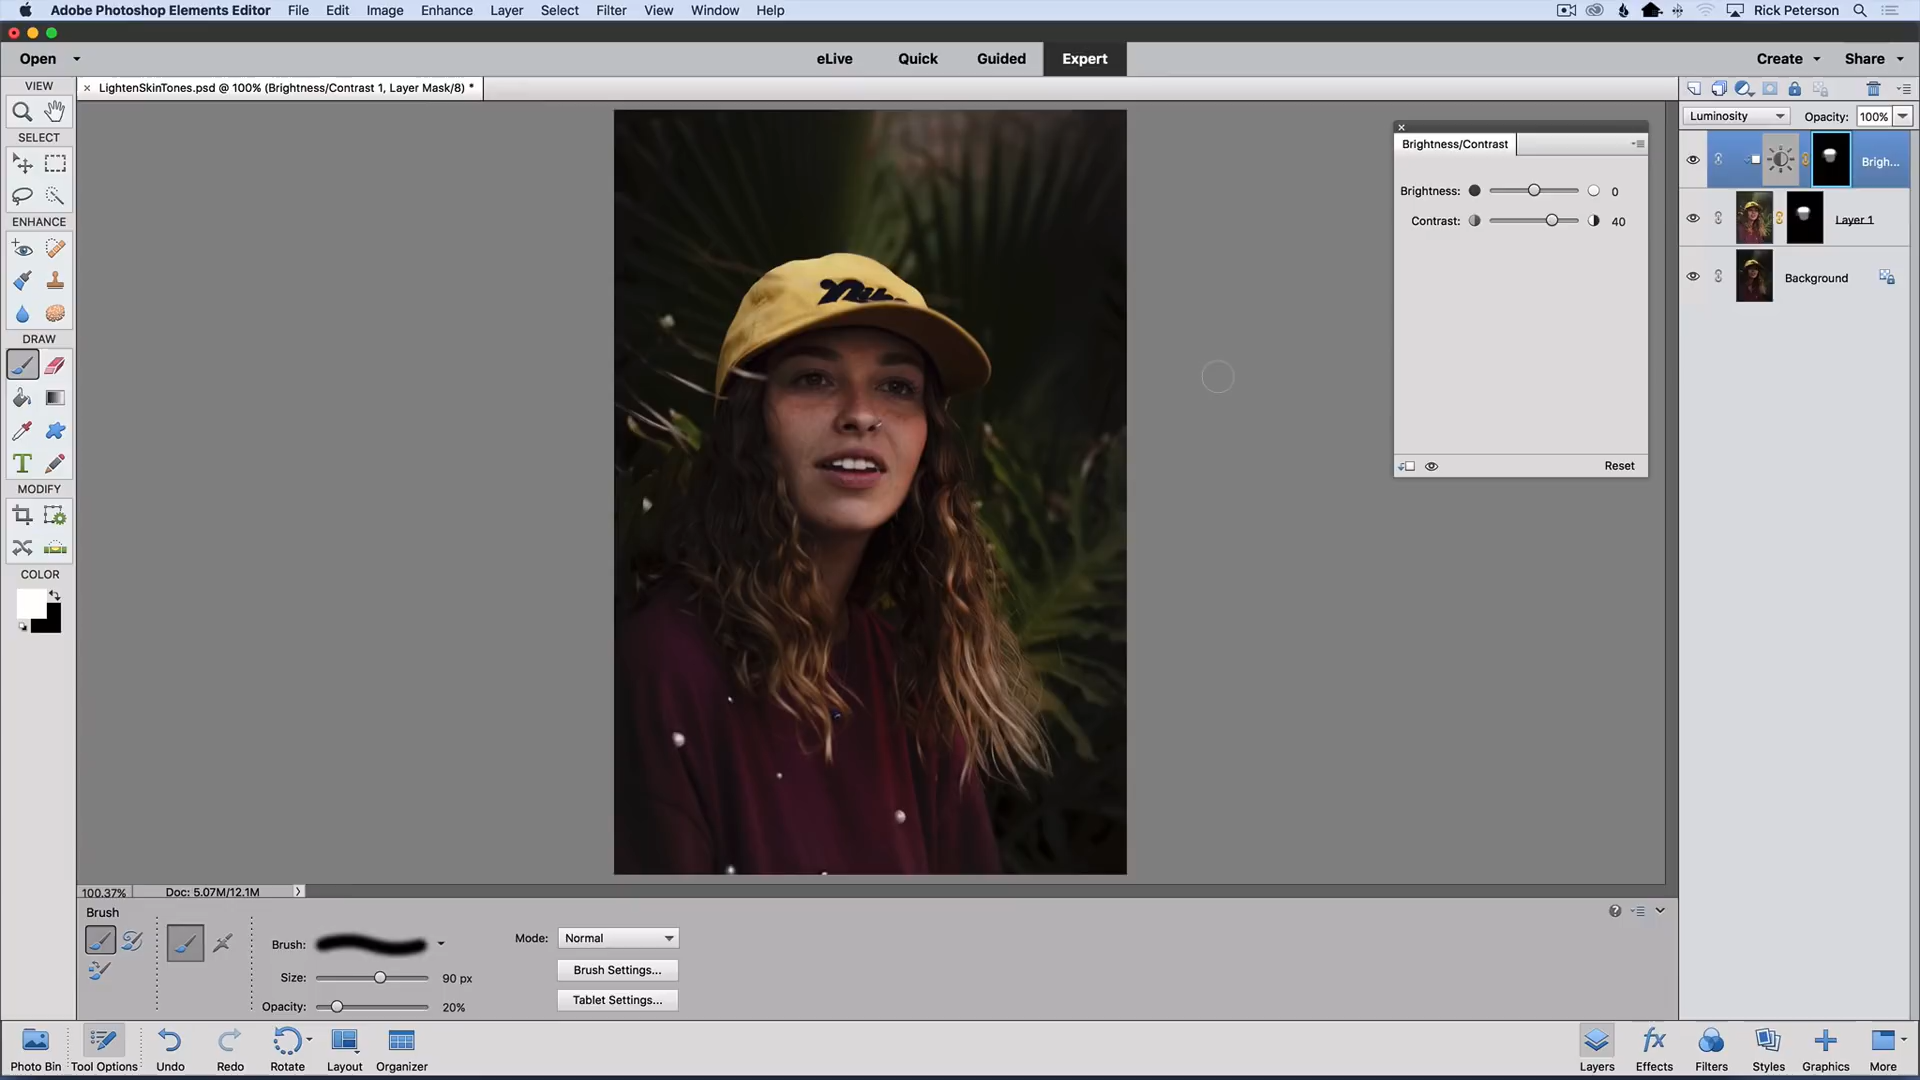 Adobe Photoshop Elements Editor File Edit Image Enhance Layer Select Filter View Window Help Rick Peterson
Open eLive Quick Guided Expert Create Share
VIEW
× LightenSkinTones.psd @ 100% (Brightness/Contrast 1, Layer Mask/8) *
Luminosity Opacity: 100%
SELECT
Brightness/Contrast
Brigh...
Brightness: 0
Contrast: 40
ENHANCE
Layer 1
Background
DRAW
T
Reset
MODIFY
COLOR
100.37% Doc: 5.07M/12.1M
Brush
Brush: Mode: Normal
Size: 90 px Brush Settings...
Opacity: 20% Tablet Settings...
Photo Bin Tool Options Undo Redo Rotate Layout Organizer fx Layers Effects Filters Styles Graphics More